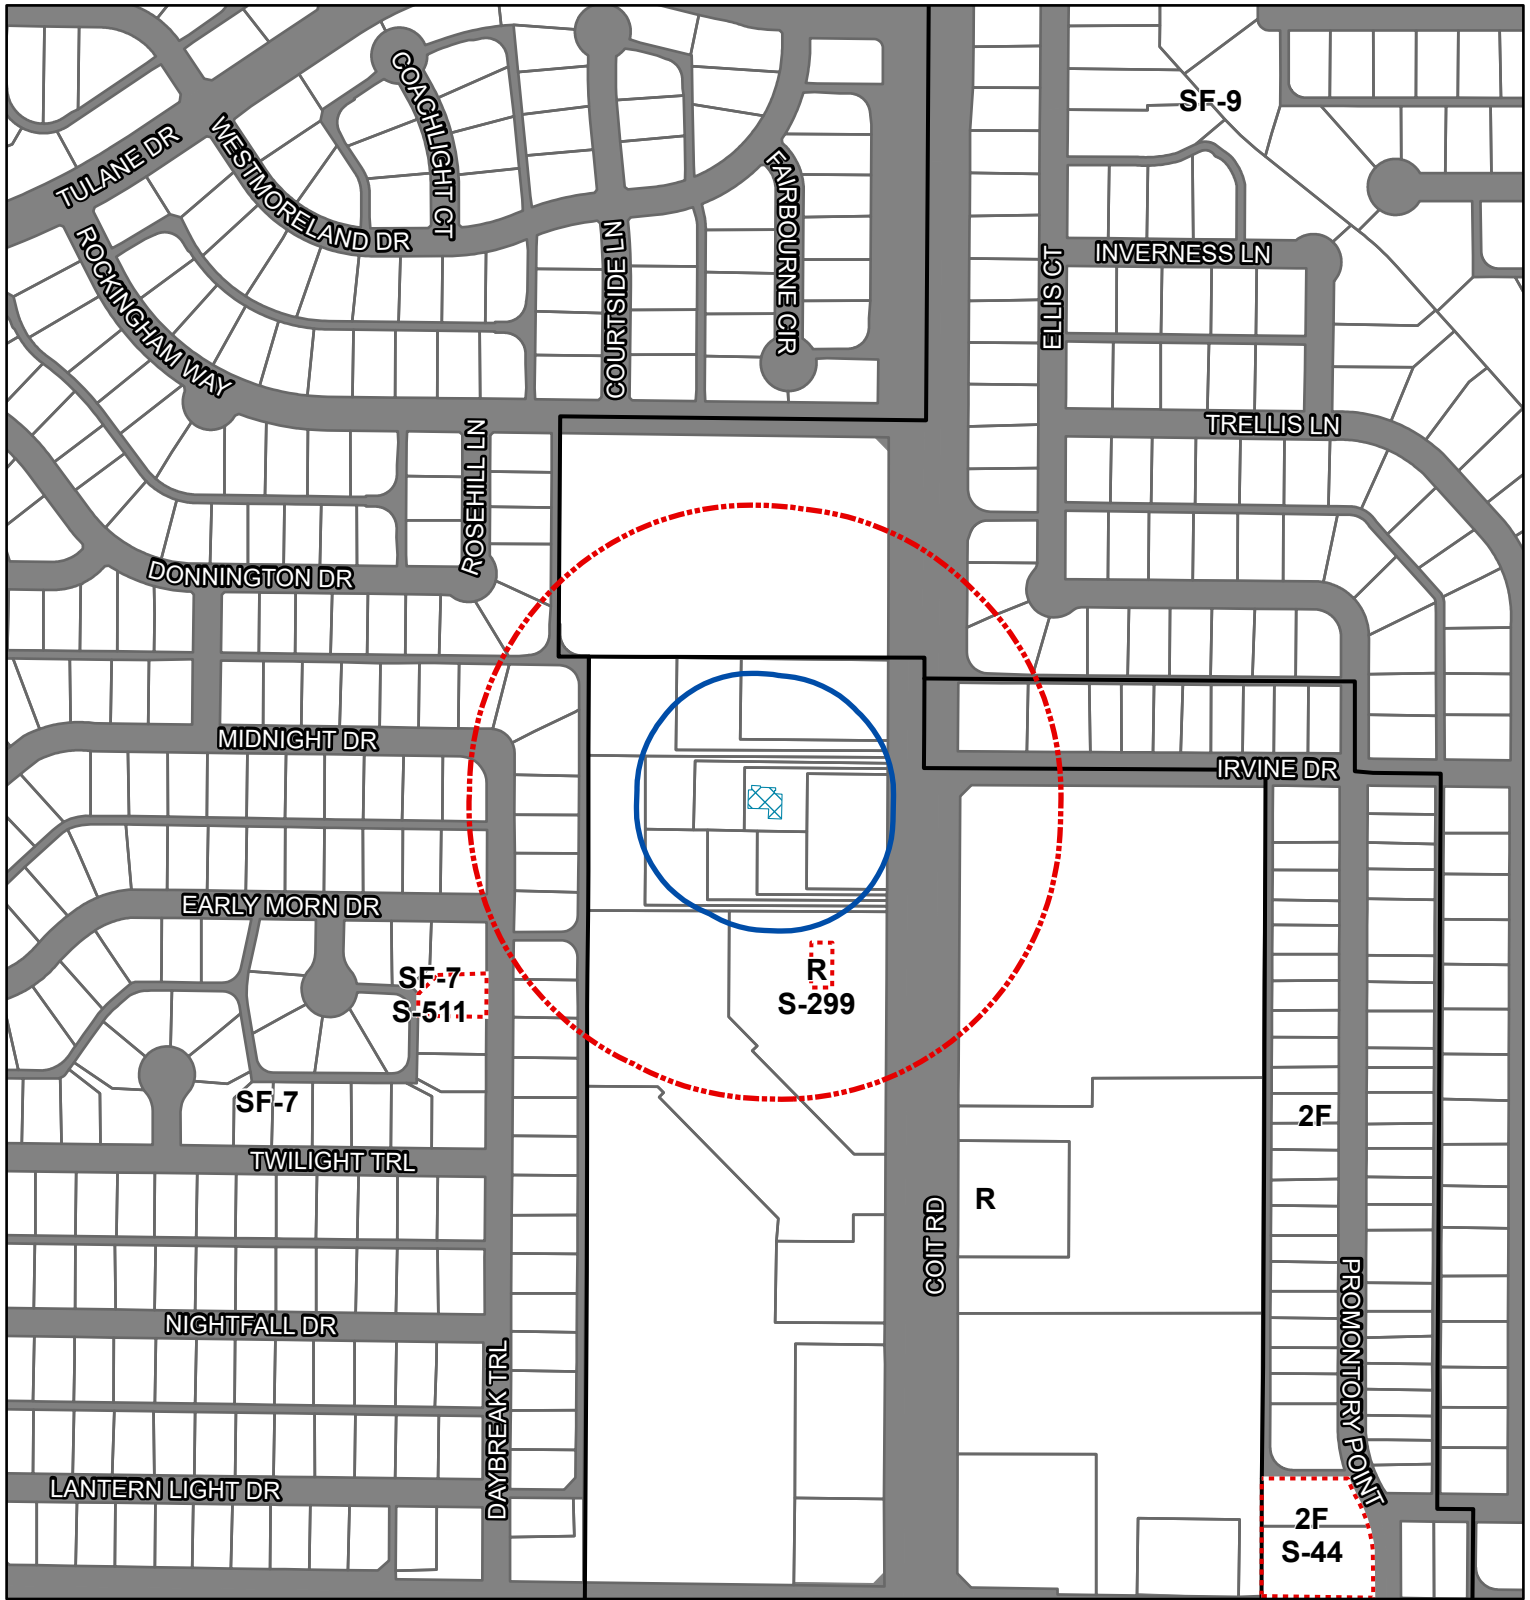 COACHLIGHT CT
SF-9
TULANE DR
WESTMORELAND DR
FAIRBOURNE CIR
ROCKINGHAM WAY
COURTSIDE LN
ELLIS CT
INVERNESS LN
ROSEHILL LN
TRELLIS LN
DONNINGTON DR
MIDNIGHT DR
IRVINE DR
EARLY MORN DR
SF-7
S-511
R
S-299
SF-7
2F
TWILIGHT TRL
R
COIT RD
NIGHTFALL DR
PROMONTORY POINT
DAYBREAK TRL
LANTERN LIGHT DR
2F
S-44